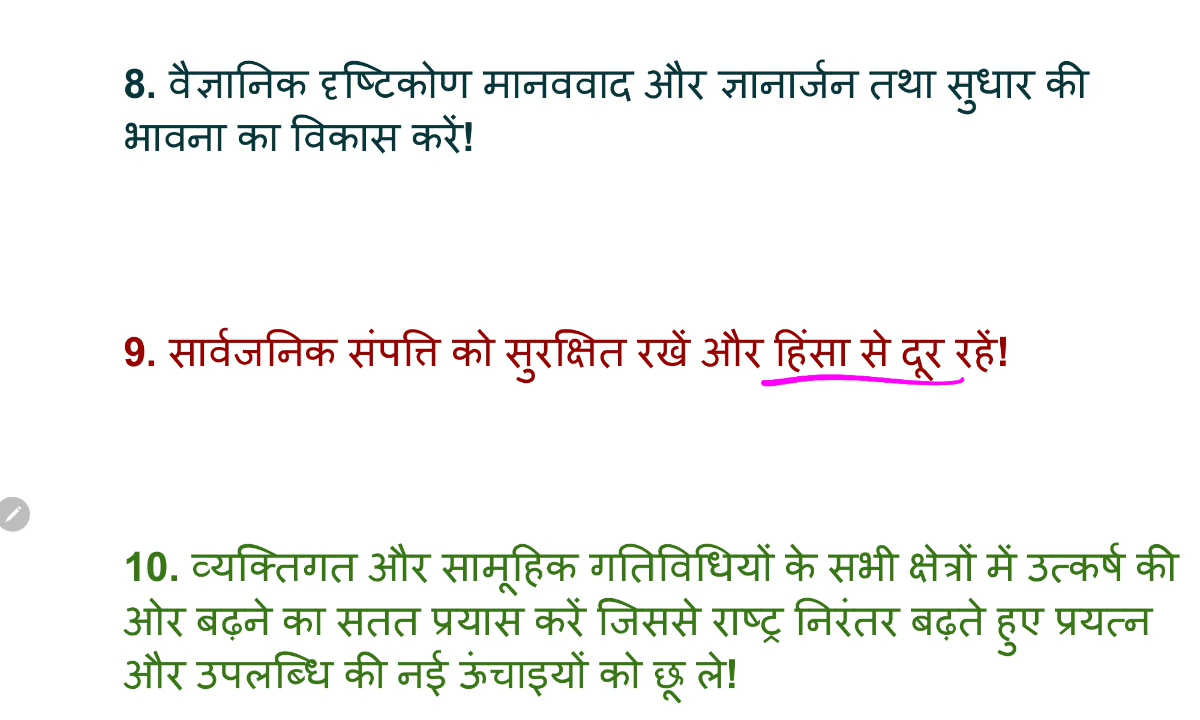 8. वैज्ञानिक दृष्टिकोण मानववाद और ज्ञानार्जन तथा सुधार की
भावना का विकास करें!
9. सार्वजनिक संपत्ति को सुरक्षित रखें और हिंसा से दूर रहें!
10. व्यक्तिगत और सामूहिक गतिविधियों के सभी क्षेत्रों में उत्कर्ष की
ओर बढ़ने का सतत प्रयास करें जिससे राष्ट्र निरंतर बढ़ते हुए प्रयत्न
और उपलब्धि की नई ऊंचाइयों को छू ले!